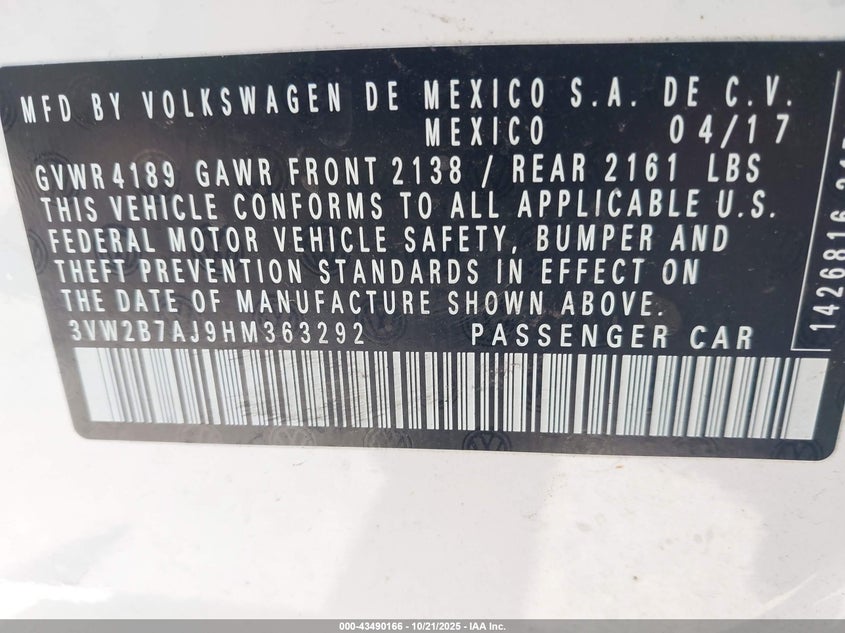 MFD BY VOLKSWAGEN DE MEXICO S.A. DE C.V.
MEXICO 04/17
GVWR 4189 GAWR FRONT 2138 / REAR 2161 LBS
THIS VEHICLE CONFORMS TO ALL APPLICABLE U.S.
FEDERAL MOTOR VEHICLE SAFETY, BUMPER AND
THEFT PREVENTION STANDARDS IN EFFECT ON
THE DATE OF MANUFACTURE SHOWN ABOVE.
3VW2B7AJ9HM363292 PASSENGER CAR
1426816
000-43490166 - 10/21/2025 - IAA Inc.